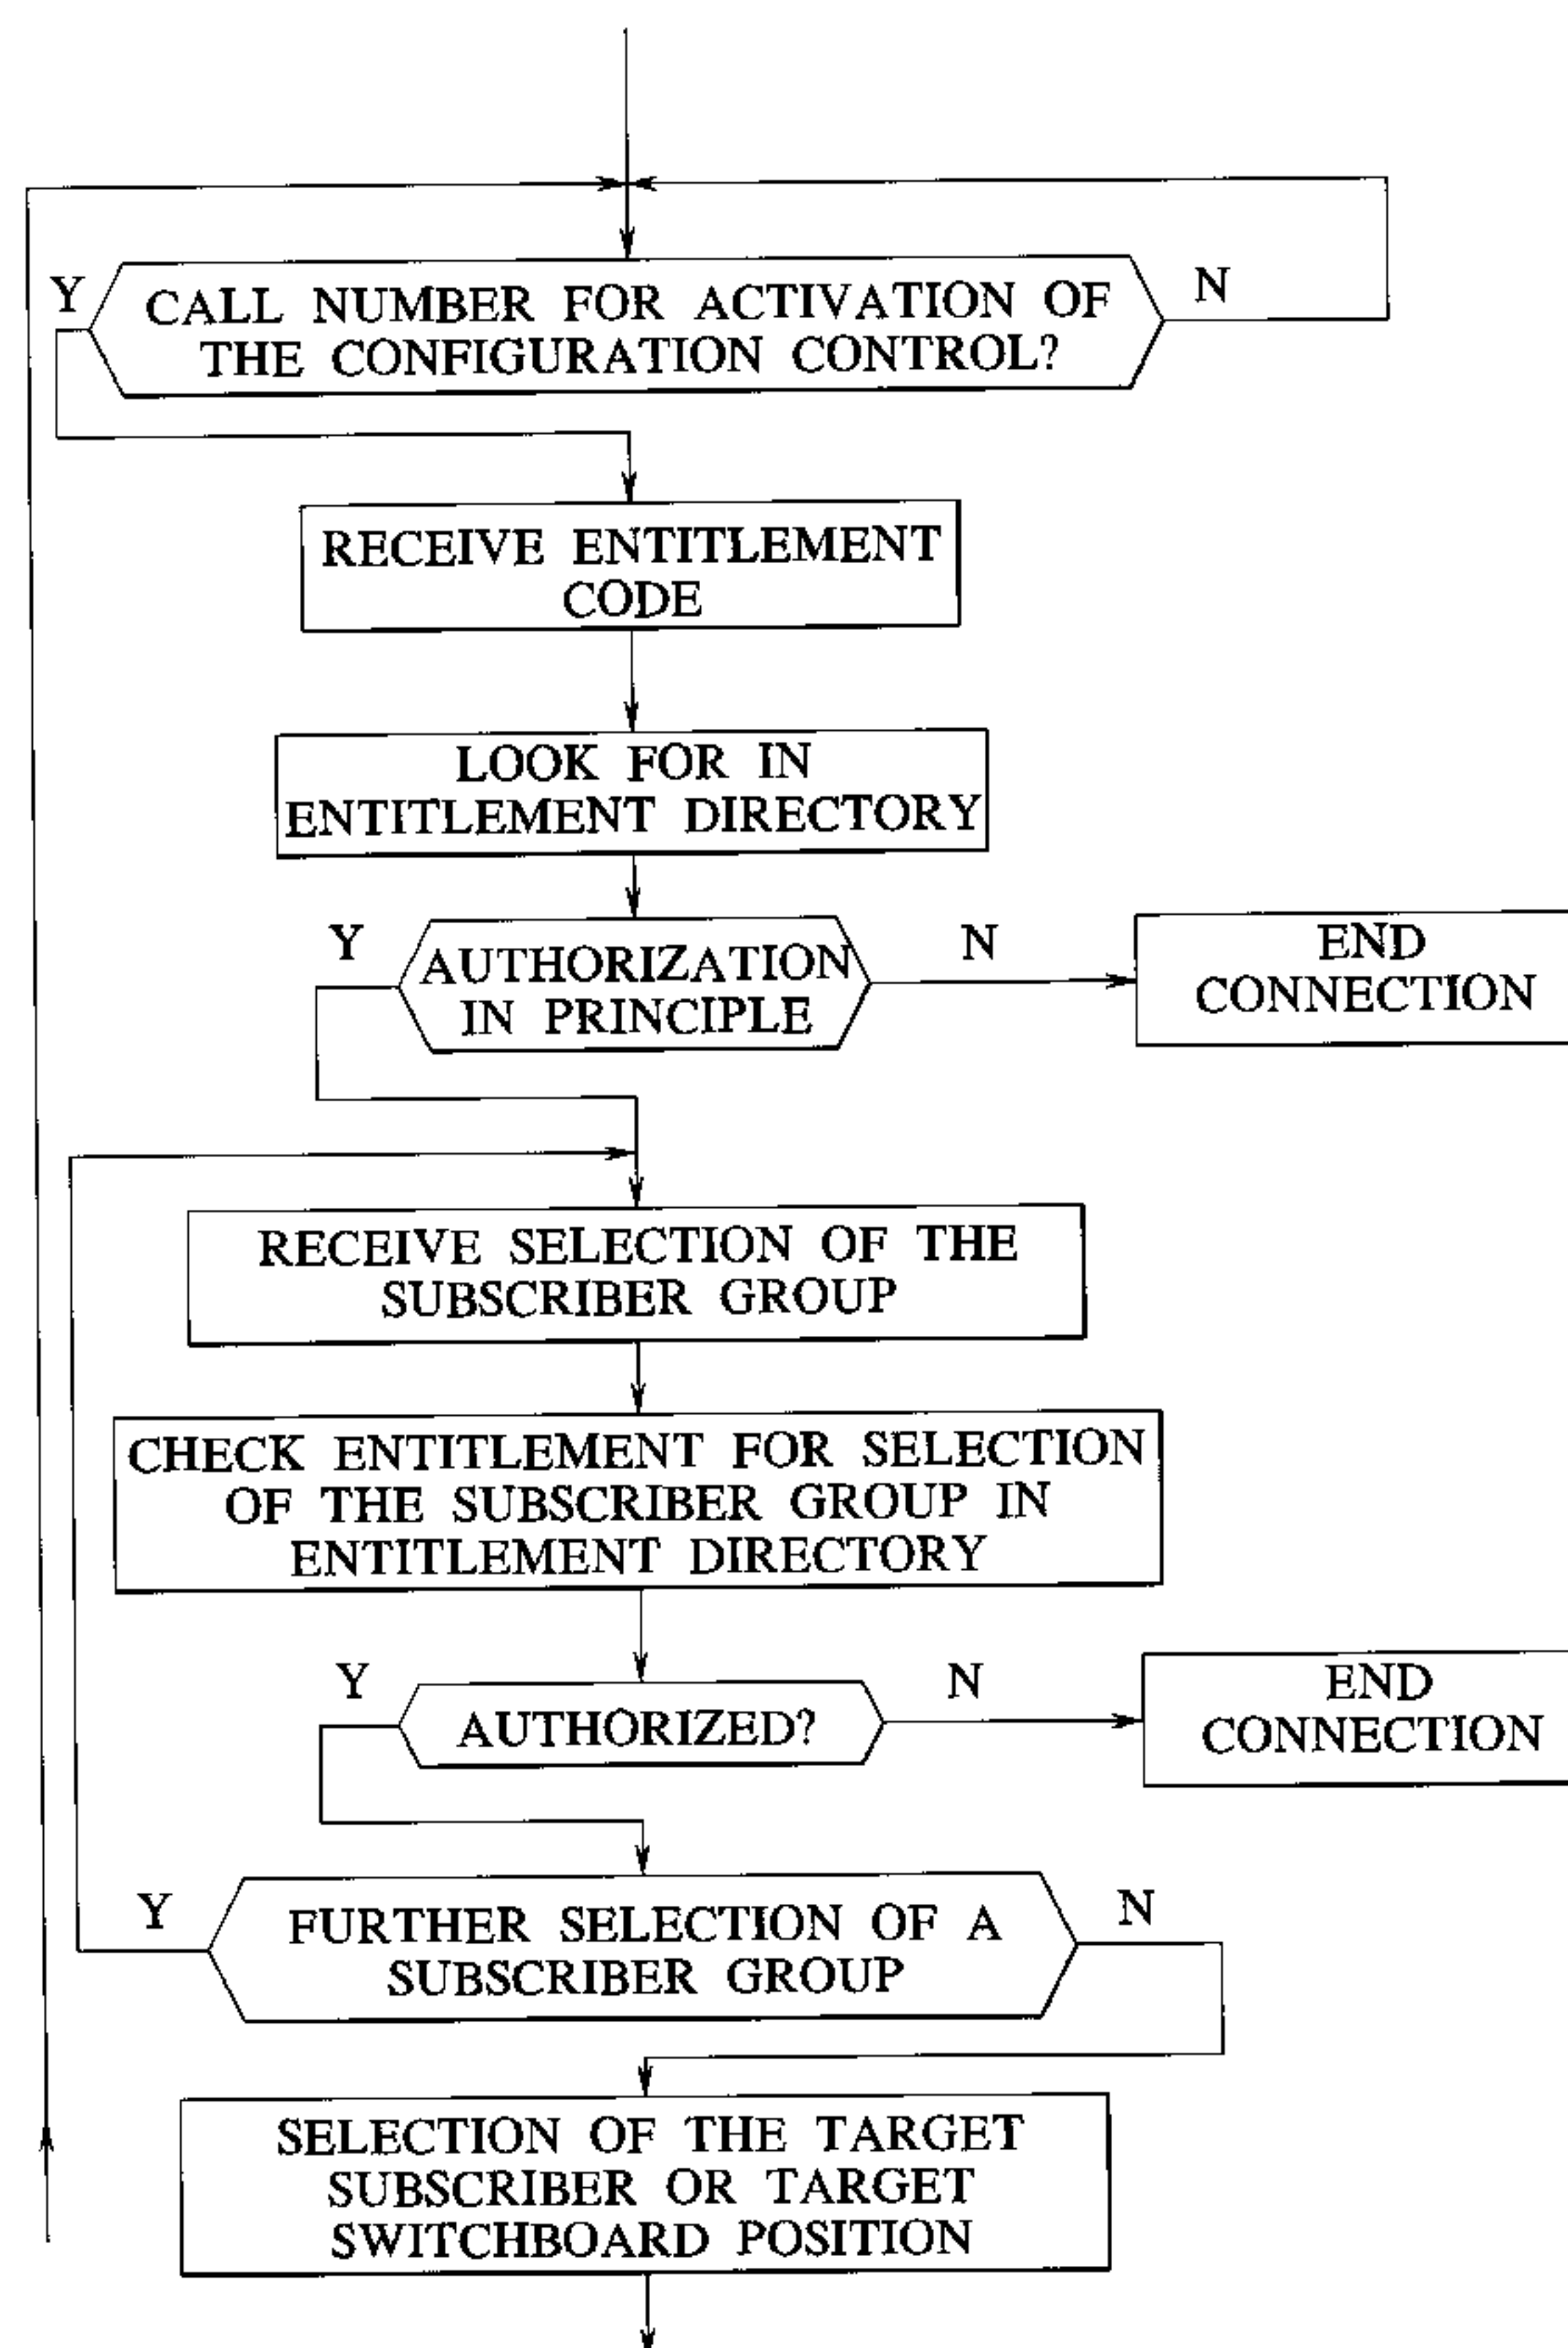 Y
CALL NUMBER FOR ACTIVATION OF
THE CONFIGURATION CONTROL?
N
RECEIVE ENTITLEMENT
CODE
LOOK FOR IN
ENTITLEMENT DIRECTORY
Y
AUTHORIZATION
IN PRINCIPLE
N
END
CONNECTION
RECEIVE SELECTION OF THE
SUBSCRIBER GROUP
CHECK ENTITLEMENT FOR SELECTION
OF THE SUBSCRIBER GROUP IN
ENTITLEMENT DIRECTORY
Y
AUTHORIZED?
N
END
CONNECTION
Y
FURTHER SELECTION OF A
SUBSCRIBER GROUP
N
SELECTION OF THE TARGET
SUBSCRIBER OR TARGET
SWITCHBOARD POSITION